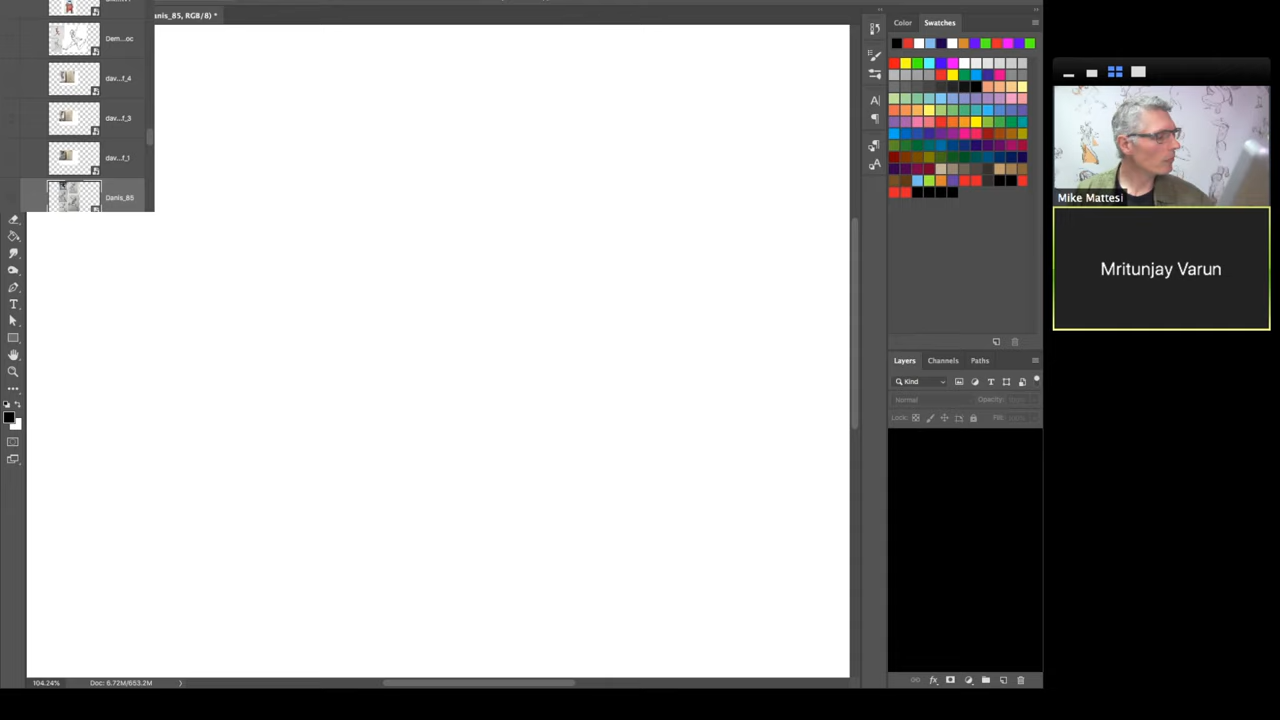 anis_85, RGB/8) *
Dem...oc
dav...f_4
dav...f_3
dav...f_1
Danis_85
Color
Swatches
Layers
Channels
Paths
Kind
Normal
Opacity:
Lock:
Fill:
fx
104.24%
Doc: 6.72M/653.2M
Mike Mattesi
Mritunjay Varun